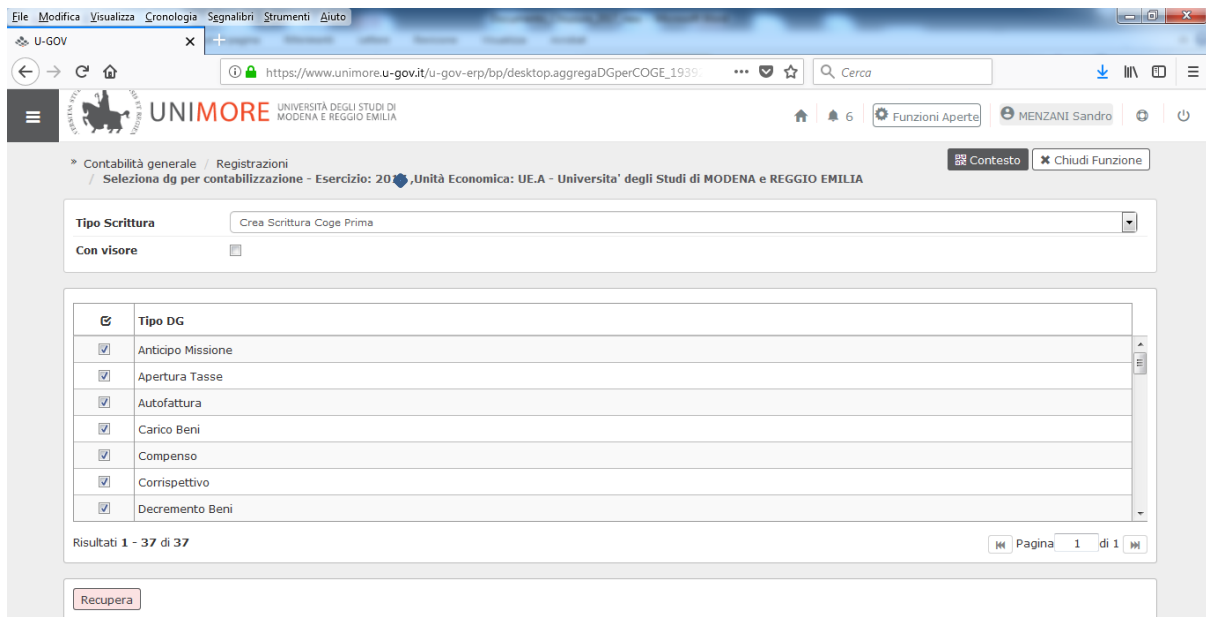 File Modifica Visualizza Cronologia Segnalibri Strumenti Aiuto
U-GOV
https://www.unimore.u-gov.it/u-gov-erp/bp/desktop.aggregaDGperCOGE_1939
Cerca
UNIMORE UNIVERSITÀ DEGLI STUDI DI
MODENA E REGGIO EMILIA
6 Funzioni Aperte MENZANI Sandro
» Contabilità generale / Registrazioni
Contesto Chiudi Funzione
/ Seleziona dg per contabilizzazione - Esercizio: ,Unità Economica: UE.A - Universita' degli Studi di MODENA e REGGIO EMILIA
Tipo Scrittura Crea Scrittura Coge Prima
Con visore
Tipo DG
Anticipo Missione
Apertura Tasse
Autofattura
Carico Beni
Compenso
Corrispettivo
Decremento Beni
Risultati 1 - 37 di 37
Pagina 1 di 1
Recupera